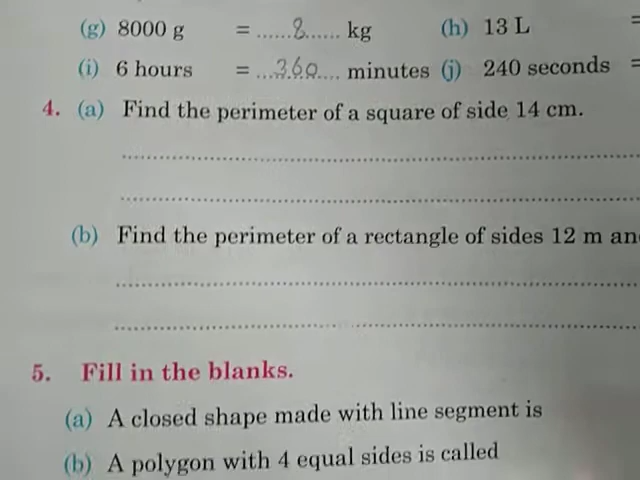 (g) 8000 g = ......8...... kg (h) 13 L =
(i) 6 hours = ...360.... minutes (j) 240 seconds =
4. (a) Find the perimeter of a square of side 14 cm.
(b) Find the perimeter of a rectangle of sides 12 m an
5. Fill in the blanks.
(a) A closed shape made with line segment is
(b) A polygon with 4 equal sides is called